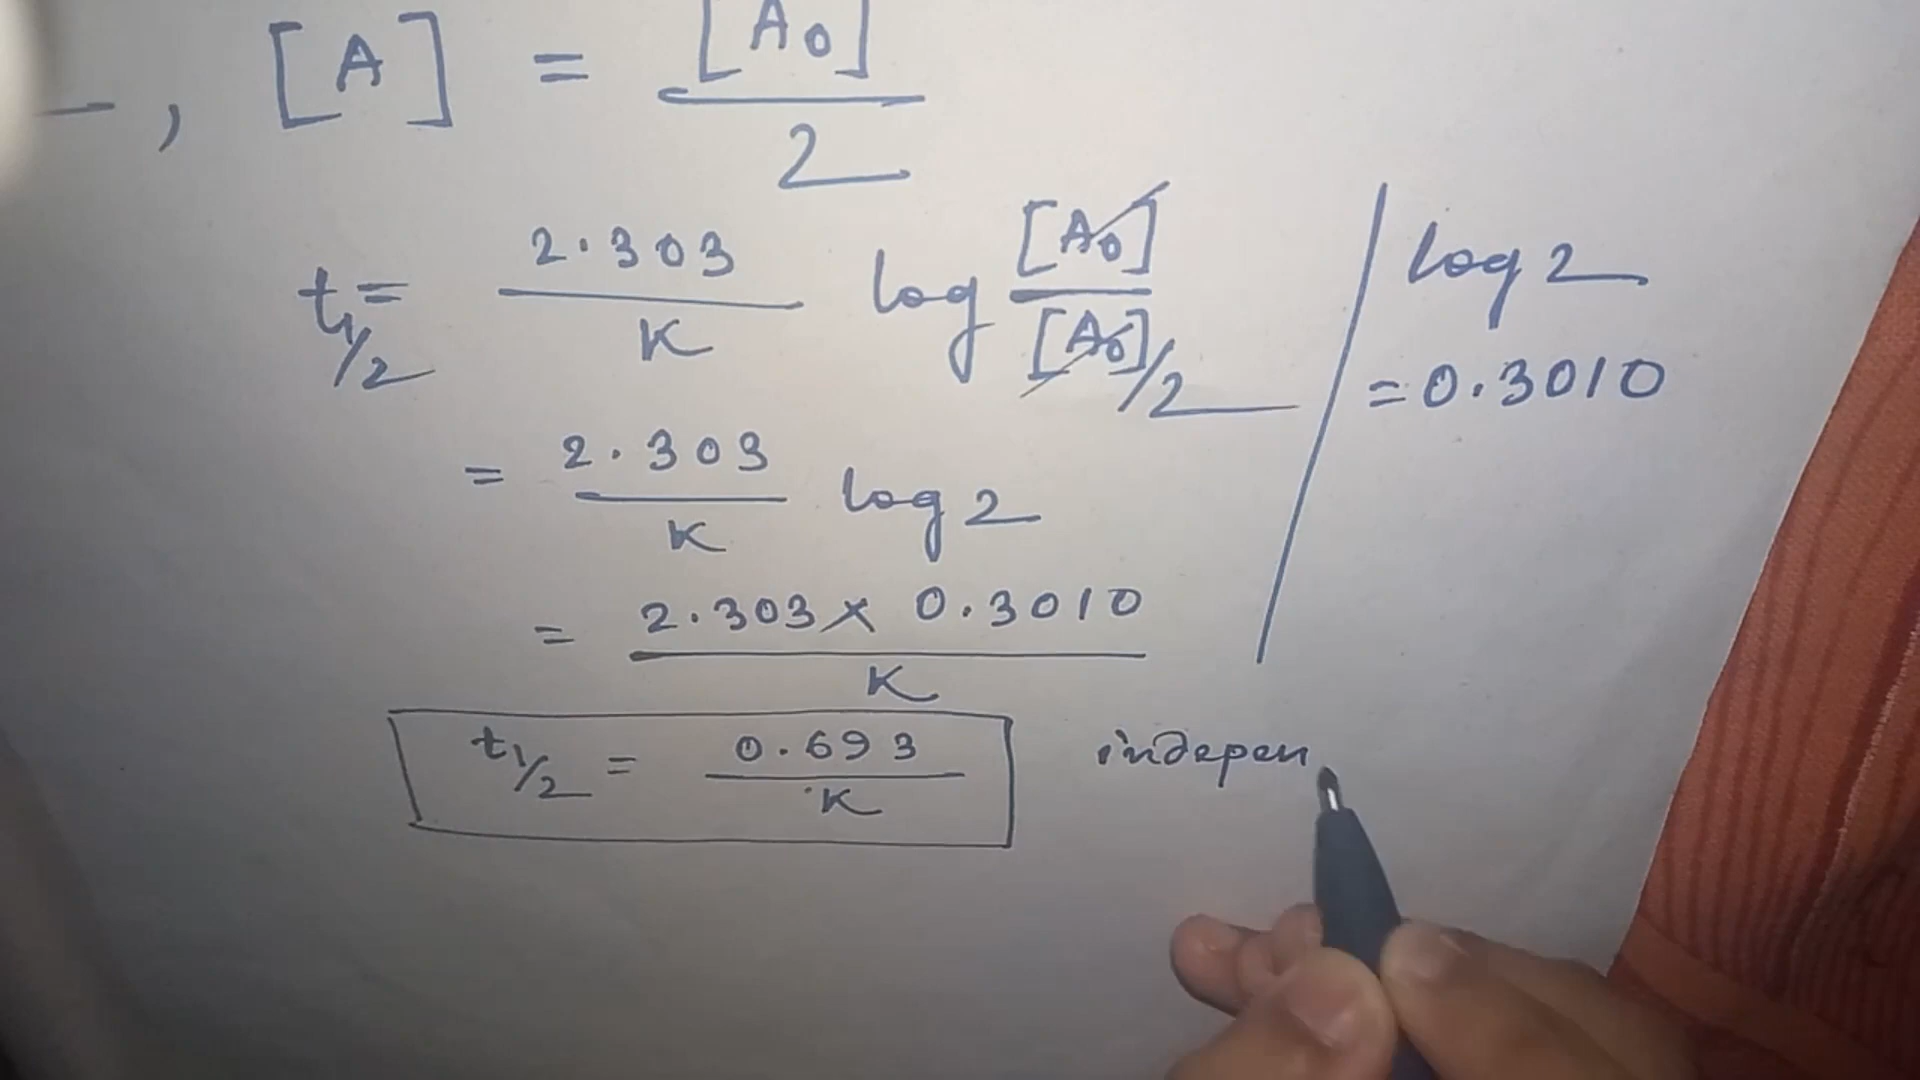 , [A] = [A0] / 2
t1/2 = 2.303 / K log [A0] / [A0]/2
= 2.303 / K log 2
= 2.303 × 0.3010 / K
t1/2 = 0.693 / K
indepen
log 2
= 0.3010